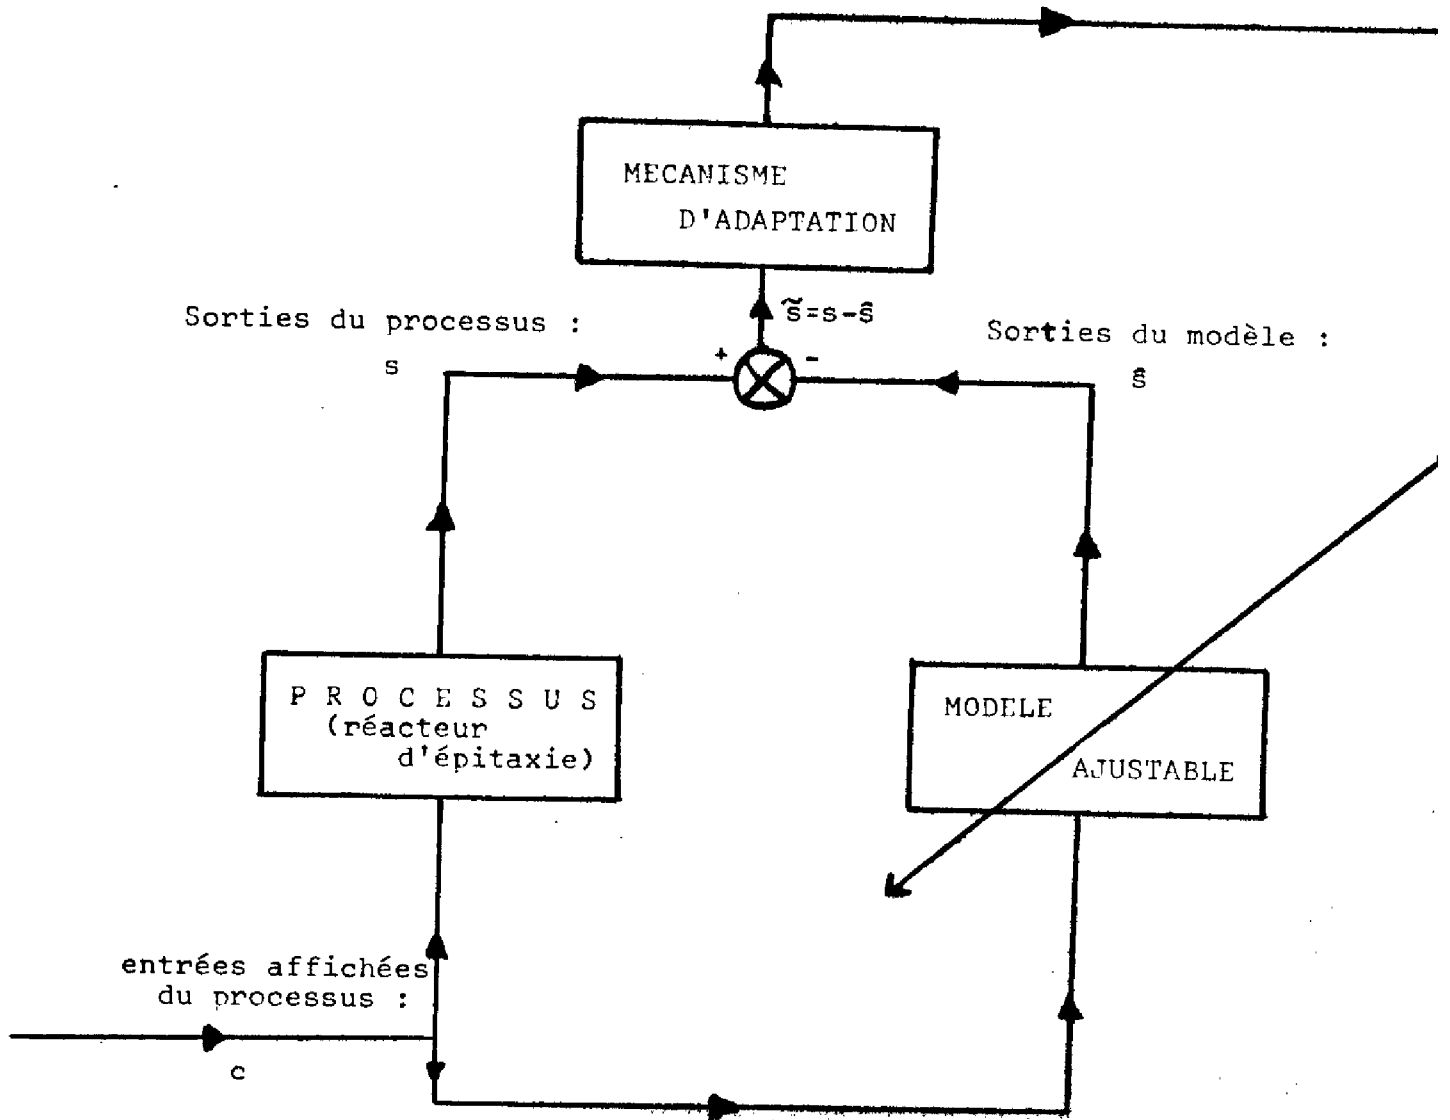 MECANISME
D'ADAPTATION
s̃=s-ŝ
Sorties du processus :
s
+
-
Sorties du modèle :
ŝ
P R O C E S S U S
(réacteur
d'épitaxie)
MODELE
AJUSTABLE
entrées affichées
du processus :
c